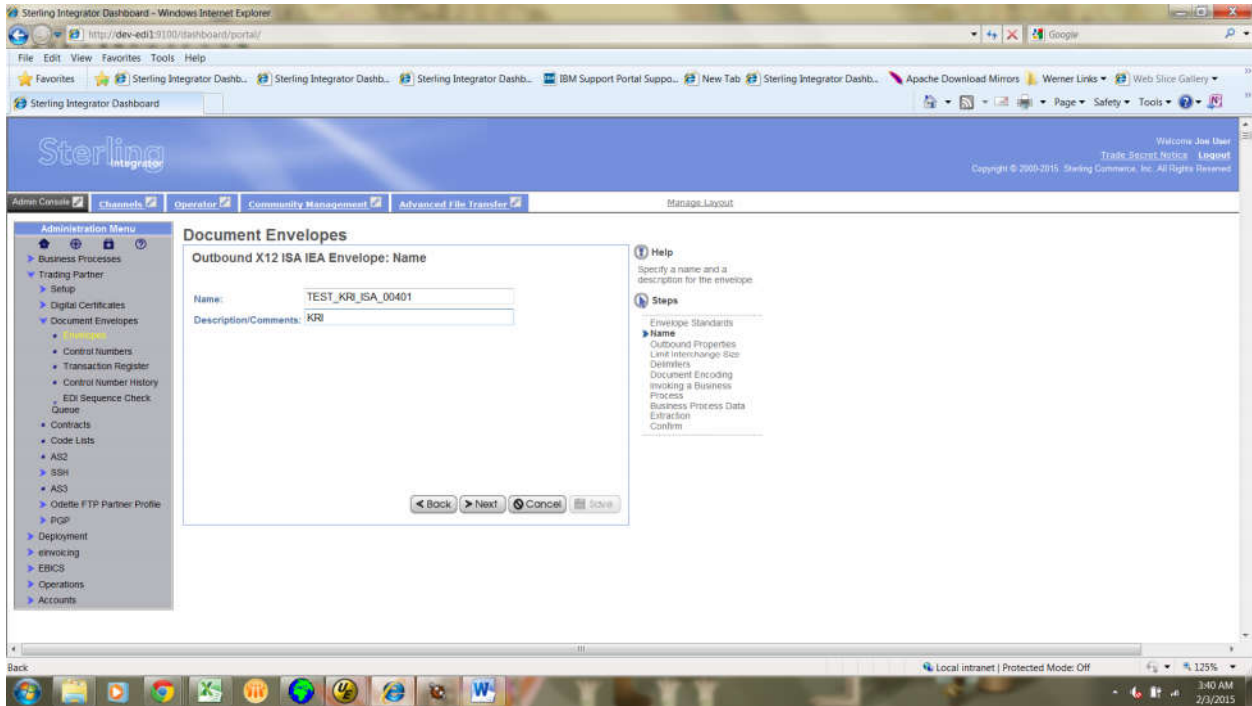 Sterling Integrator Dashboard - Windows Internet Explorer
http://dev-edi1:9100/dashboard/portal/
Google
File Edit View Favorites Tools Help
Favorites Sterling Integrator Dashb... Sterling Integrator Dashb... Sterling Integrator Dashb... IBM Support Portal Suppo... New Tab Sterling Integrator Dashb... Apache Download Mirrors Werner Links Web Slice Gallery
Sterling Integrator Dashboard
Page Safety Tools
Sterling Integrator
Welcome Joe User
Trade Secret Notice Logout
Copyright © 2000-2015. Sterling Commerce, Inc. All Rights Reserved
Admin Console Channels Operator Community Management Advanced File Transfer Manage Layout
Administration Menu
Business Processes
Trading Partner
Setup
Digital Certificates
Document Envelopes
Envelopes
Control Numbers
Transaction Register
Control Number History
EDI Sequence Check
Queue
Contracts
Code Lists
AS2
SSH
AS3
Odette FTP Partner Profile
PGP
Deployment
eInvoicing
EBICS
Operations
Accounts
Document Envelopes
Outbound X12 ISA IEA Envelope: Name
Name: TEST_KRI_ISA_00401
Description/Comments: KRI
Back Next Cancel Save
Help
Specify a name and a
description for the envelope
Steps
Envelope Standards
Name
Outbound Properties
Limit Interchange Size
Delimiters
Document Encoding
Invoking a Business
Process
Business Process Data
Extraction
Confirm
Back
Local intranet | Protected Mode: Off
125%
3:40 AM
2/3/2015